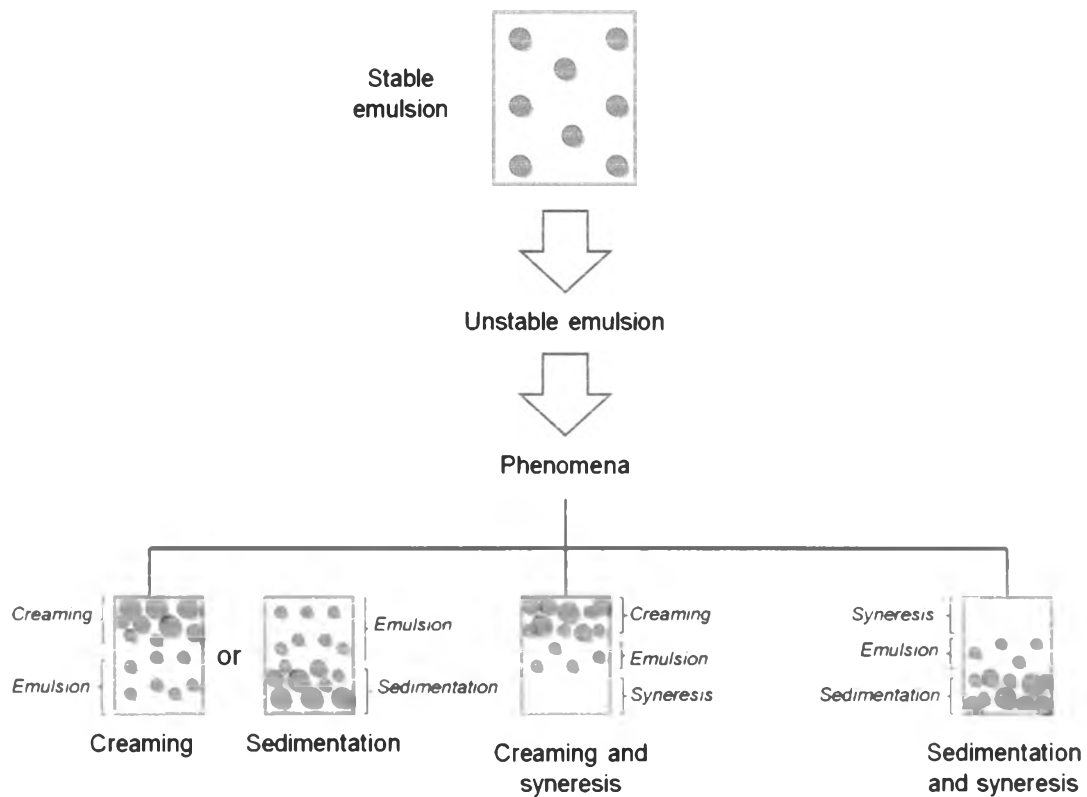 Stable
emulsion
Unstable emulsion
Phenomena
Creaming
Emulsion
or
Emulsion
Sedimentation
Creaming
Emulsion
Syneresis
Syneresis
Emulsion
Sedimentation
Creaming
Sedimentation
Creaming and
syneresis
Sedimentation
and syneresis